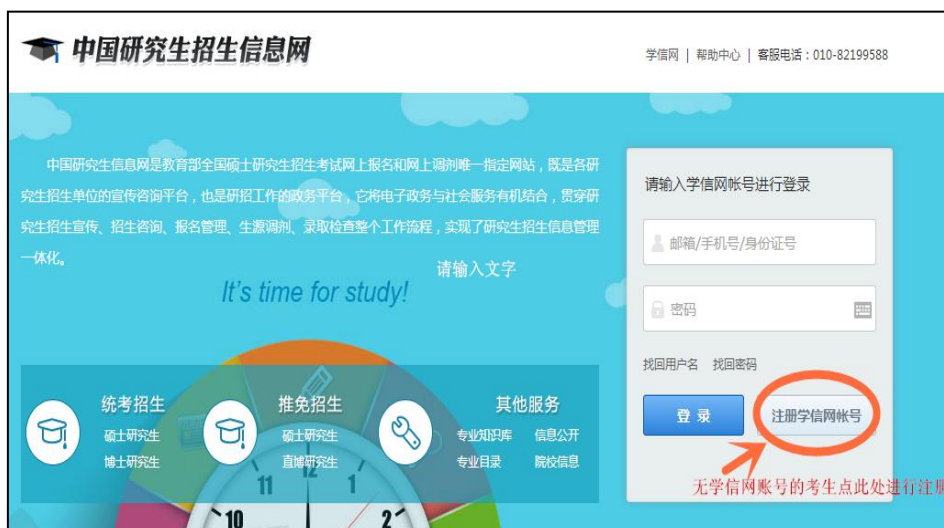 中国研究生招生信息网
学信网 | 帮助中心 | 客服电话：010-82199588
中国研究生信息网是教育部全国硕士研究生招生考试网上报名和网上调剂唯一指定网站，既是各研
究生招生单位的宣传咨询平台，也是研招工作的政务平台，它将电子政务与社会服务有机结合，贯穿研
究生招生宣传、招生咨询、报名管理、生源调剂、录取检查整个工作流程，实现了研究生招生信息管理
一体化。
请输入文字
It's time for study!
统考招生
硕士研究生
博士研究生
推免招生
硕士研究生
直博研究生
其他服务
专业知识库 信息公开
专业目录 院校信息
11 12 1
10 2
请输入学信网帐号进行登录
邮箱/手机号/身份证号
密码
找回用户名 找回密码
登录
注册学信网帐号
无学信网账号的考生点此处进行注册